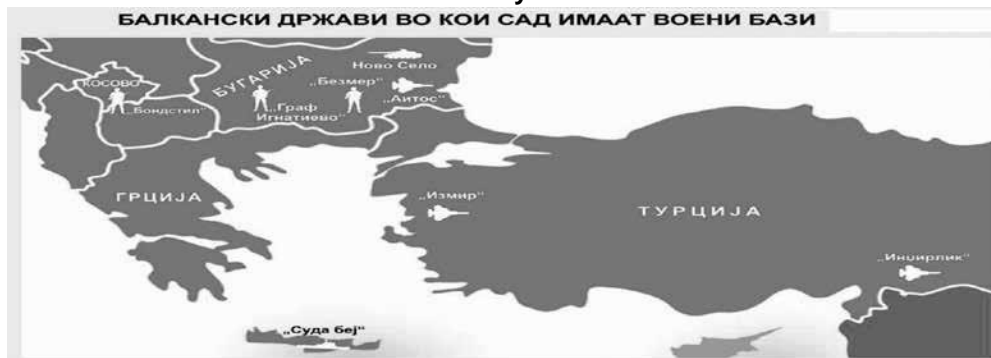 БАЛКАНСКИ ДРЖАВИ ВО КОИ САД ИМААТ ВОЕНИ БАЗИ
Ново Село
КОСОВО
БУГАРИЈА
„Безмер“
„Аитос“
„Бондстил“
„Граф
Игнатиево“
ГРЦИЈА
„Измир“
ТУРЦИЈА
„Инџирлик“
„Суда беј“